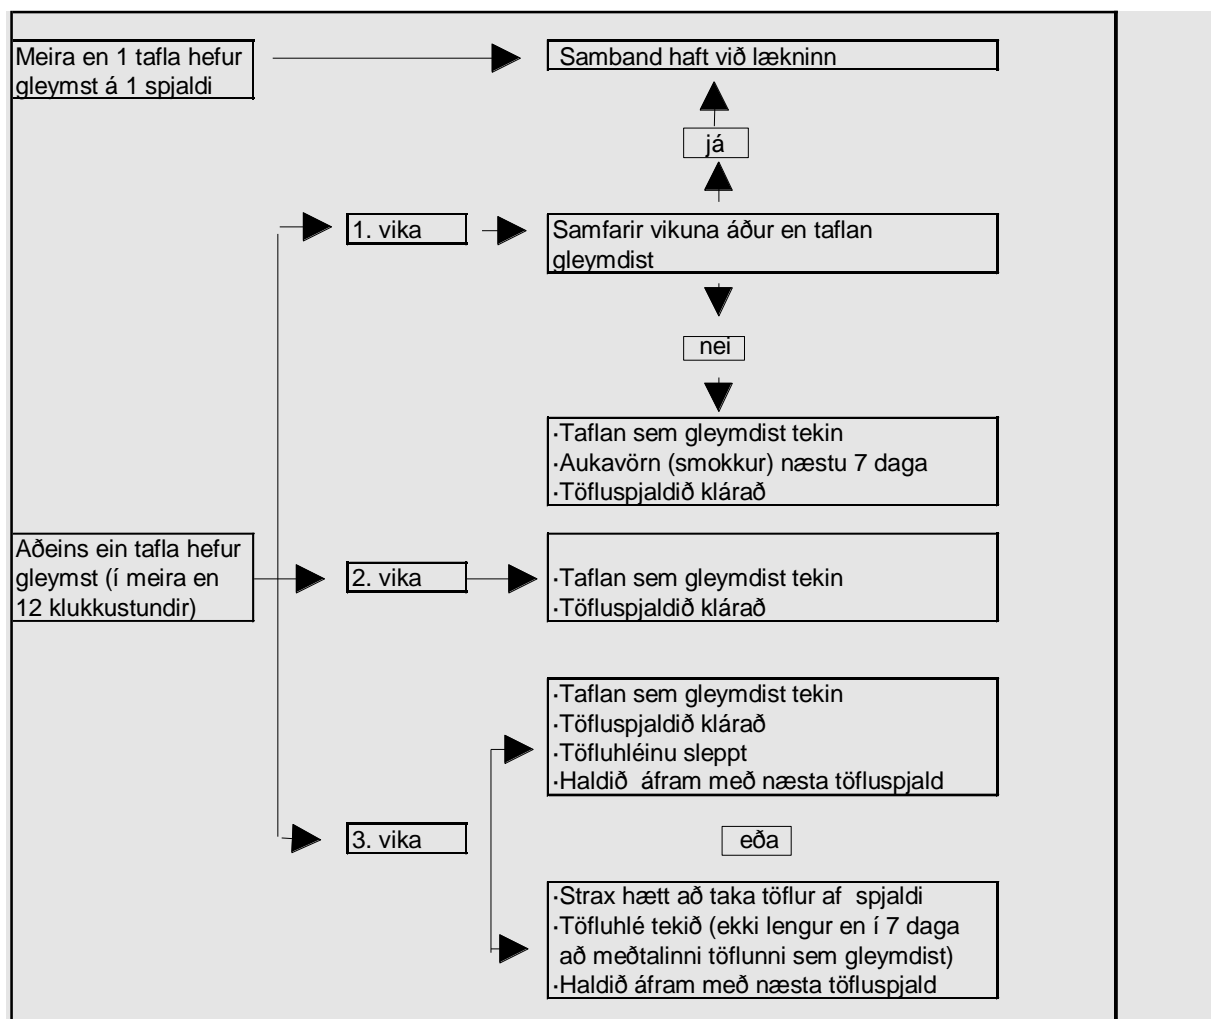 Meira en 1 tafla hefur
gleymst á 1 spjaldi
Samband haft við lækninn
já
1. vika
Samfarir vikuna áður en taflan
gleymdist
nei
·Taflan sem gleymdist tekin
·Aukavörn (smokkur) næstu 7 daga
·Töfluspjaldið klárað
Aðeins ein tafla hefur
gleymst (í meira en
12 klukkustundir)
2. vika
·Taflan sem gleymdist tekin
·Töfluspjaldið klárað
·Taflan sem gleymdist tekin
·Töfluspjaldið klárað
·Töfluhléinu sleppt
·Haldið áfram með næsta töfluspjald
3. vika
eða
·Strax hætt að taka töflur af spjaldi
·Töfluhlé tekið (ekki lengur en í 7 daga
að meðtalinni töflunni sem gleymdist)
·Haldið áfram með næsta töfluspjald